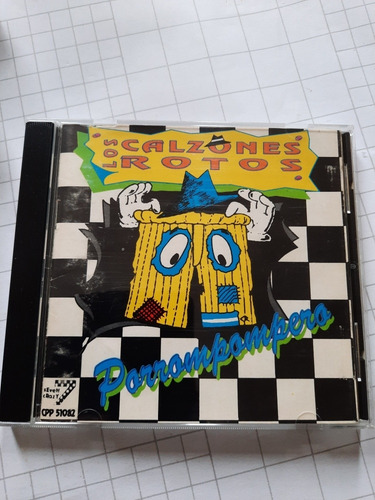 LOS
CALZONES
ROTOS
Porrompompero
CPP 51082